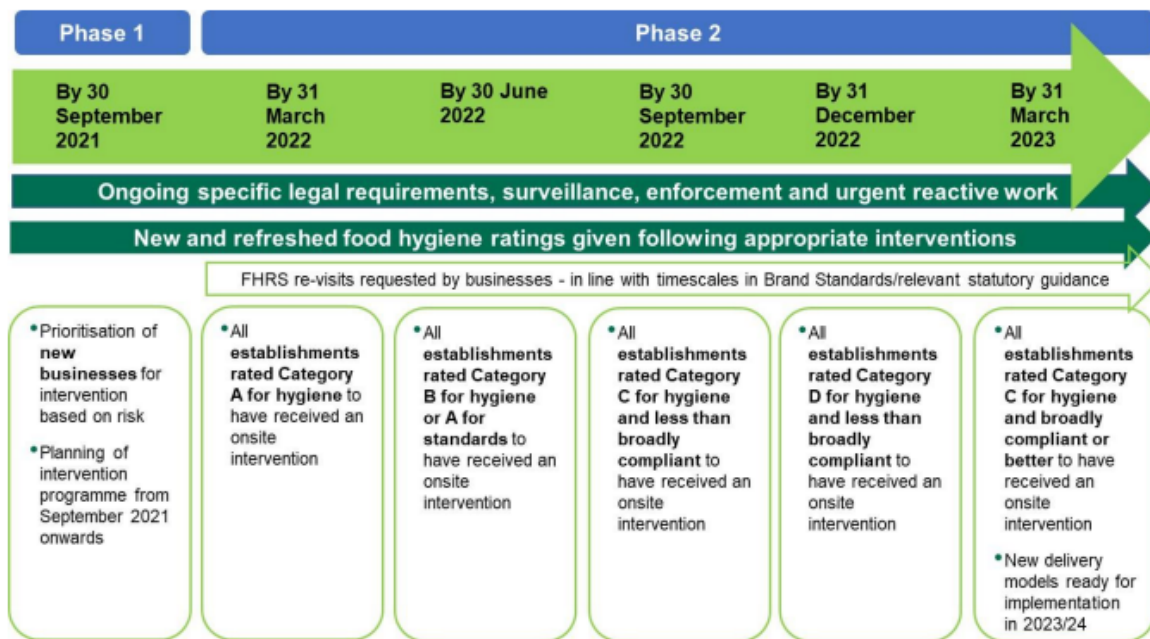 Phase 1
Phase 2
By 30
September
2021
By 31
March
2022
By 30 June
2022
By 30
September
2022
By 31
December
2022
By 31
March
2023
Ongoing specific legal requirements, surveillance, enforcement and urgent reactive work
New and refreshed food hygiene ratings given following appropriate interventions
FHRS re-visits requested by businesses - in line with timescales in Brand Standards/relevant statutory guidance
• Prioritisation of
new
businesses for
intervention
based on risk
• Planning of
intervention
programme from
September 2021
onwards
• All
establishments
rated Category
A for hygiene to
have received an
onsite
intervention
• All
establishments
rated Category
B for hygiene
or A for
standards to
have received an
onsite
intervention
• All
establishments
rated Category
C for hygiene
and less than
broadly
compliant to
have received an
onsite
intervention
• All
establishments
rated Category
D for hygiene
and less than
broadly
compliant to
have received an
onsite
intervention
• All
establishments
rated Category
C for hygiene
and broadly
compliant or
better to have
received an
onsite
intervention
• New delivery
models ready for
implementation
in 2023/24